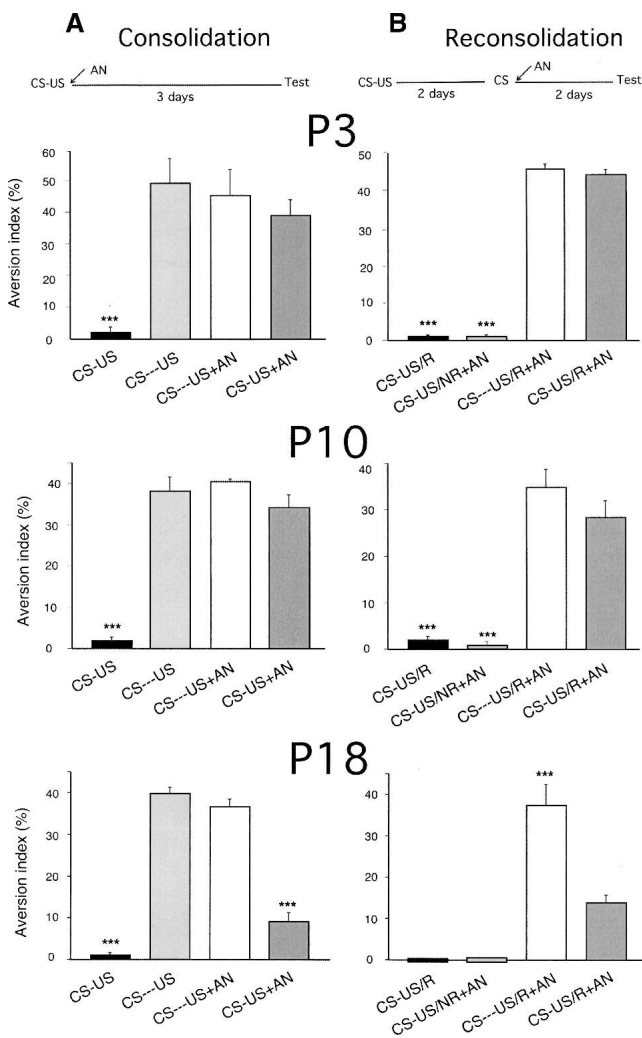 A Consolidation
AN
CS-US
Test
3 days
B Reconsolidation
AN
CS-US
CS
Test
2 days
2 days
P3
Aversion index (%)
60
50
40
30
20
10
0
***
CS-US
CS---US
CS---US+AN
CS-US+AN
50
40
30
20
10
0
***
***
CS-US/R
CS-US/NR+AN
CS---US/R+AN
CS-US/R+AN
P10
Aversion index (%)
40
30
20
10
0
***
CS-US
CS---US
CS---US+AN
CS-US+AN
40
30
20
10
0
***
***
CS-US/R
CS-US/NR+AN
CS---US/R+AN
CS-US/R+AN
P18
Aversion index (%)
40
30
20
10
0
***
***
CS-US
CS---US
CS---US+AN
CS-US+AN
40
30
20
10
0
***
CS-US/R
CS-US/NR+AN
CS---US/R+AN
CS-US/R+AN